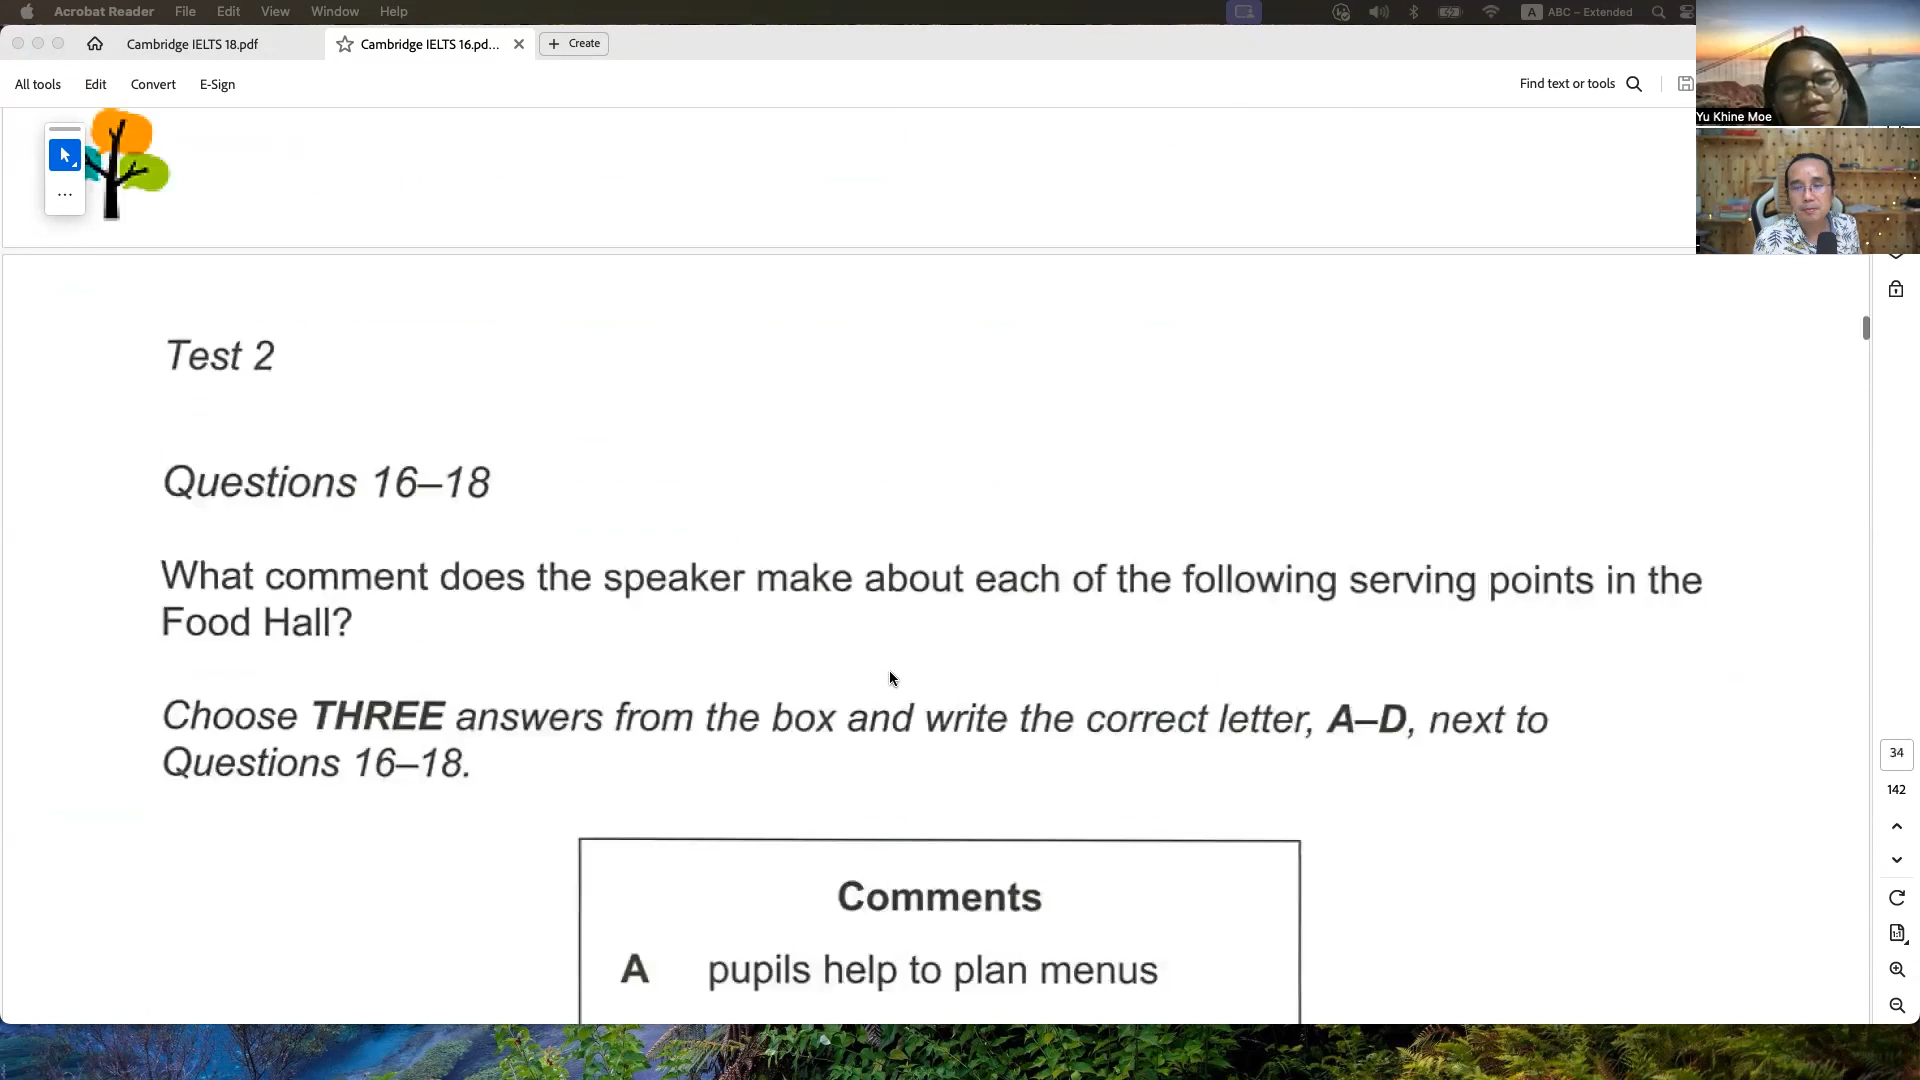 Acrobat Reader File Edit View Window Help
A ABC – Extended
Cambridge IELTS 18.pdf
Cambridge IELTS 16.pd...
Create
All tools Edit Convert E-Sign
Find text or tools
Yu Khine Moe
Test 2
Questions 16–18
What comment does the speaker make about each of the following serving points in the
Food Hall?
Choose THREE answers from the box and write the correct letter, A–D, next to
Questions 16–18.
Comments
A pupils help to plan menus
34
142